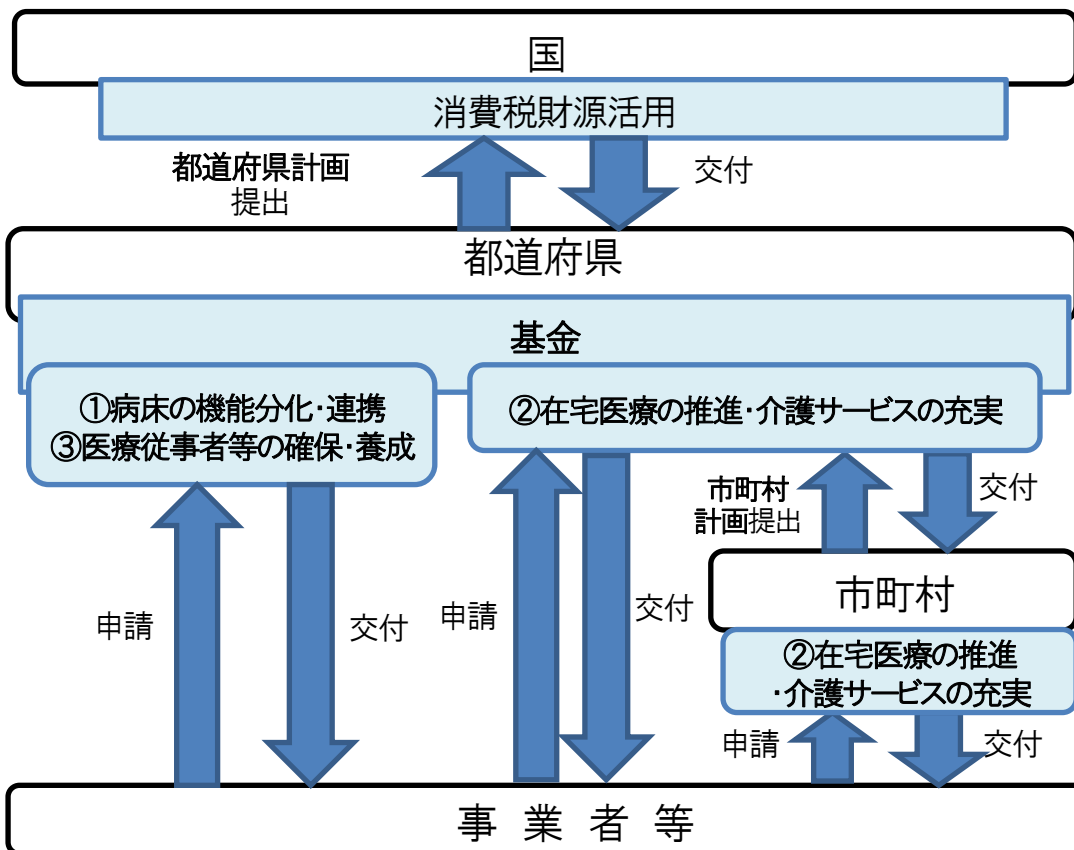 国
消費税財源活用
都道府県計画
提出
交付
都道府県
基金
①病床の機能分化・連携
③医療従事者等の確保・養成
②在宅医療の推進・介護サービスの充実
市町村
計画提出
交付
市町村
申請
交付
申請
交付
②在宅医療の推進
・介護サービスの充実
申請
交付
事 業 者 等